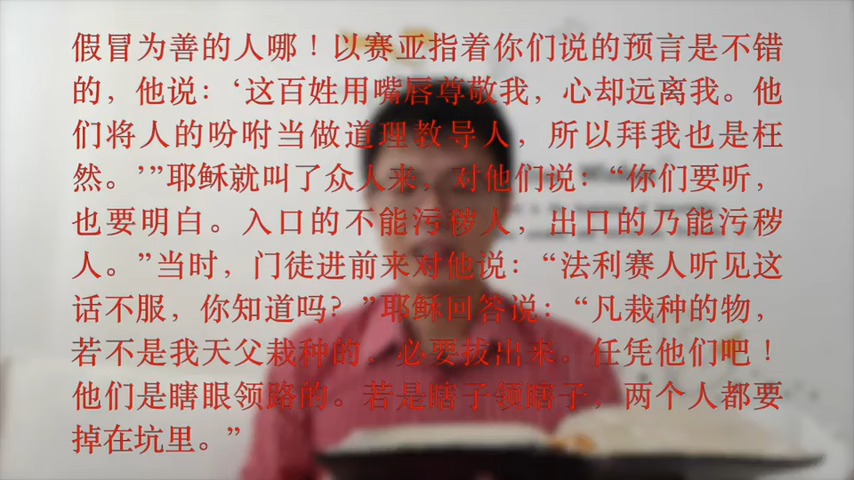 假冒为善的人哪！以赛亚指着你们说的预言是不错
的，他说：‘这百姓用嘴唇尊敬我，心却远离我。他
们将人的吩咐当做道理教导人，所以拜我也是枉
然。’”耶稣就叫了众人来，对他们说：“你们要听，
也要明白。入口的不能污秽人，出口的乃能污秽
人。”当时，门徒进前来对他说：“法利赛人听见这
话不服，你知道吗？”耶稣回答说：“凡栽种的物，
若不是我天父栽种的。必要拔出来。任凭他们吧！
他们是瞎眼领路的。若是瞎子领瞎子，两个人都要
掉在坑里。”